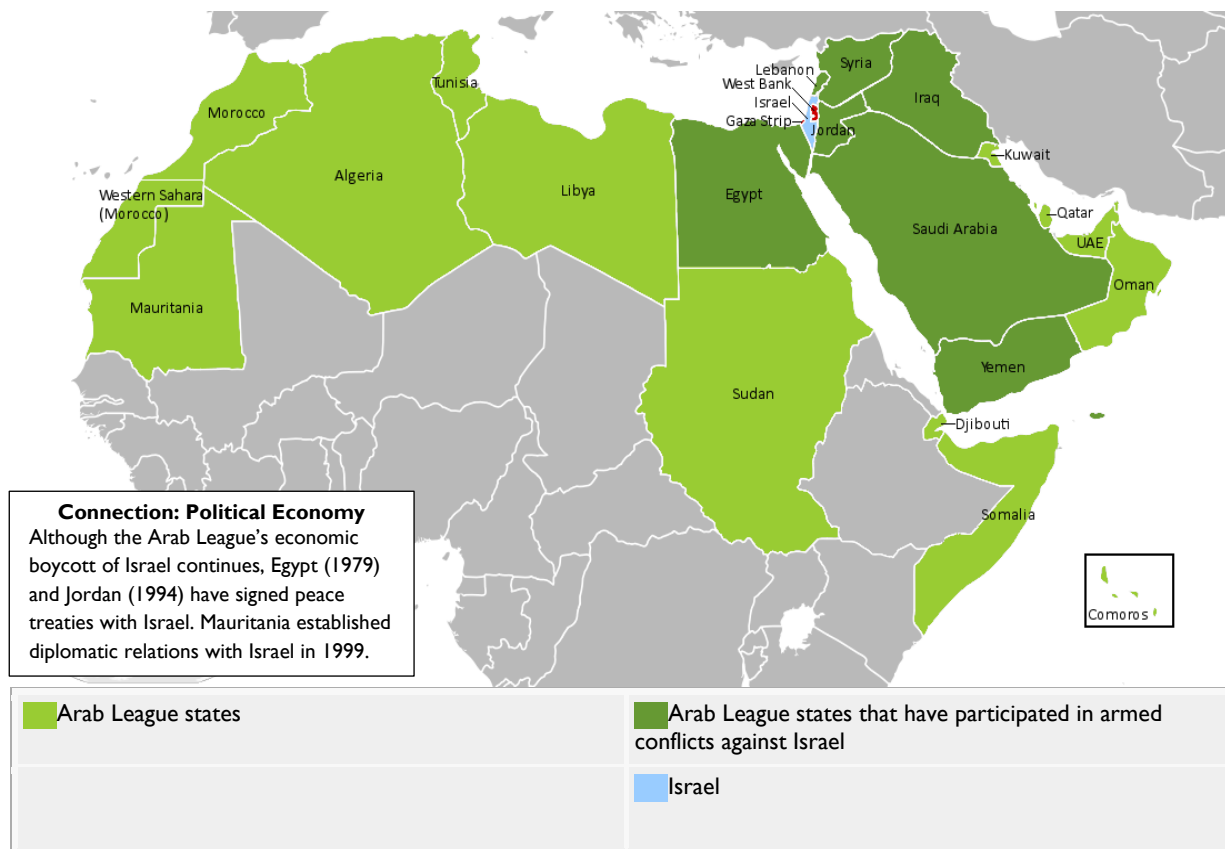 Syria
Lebanon
West Bank
Iraq
Israel
Tunisia
Morocco
Gaza Strip
Jordan
Kuwait
Algeria
Libya
Egypt
Western Sahara
(Morocco)
Qatar
Saudi Arabia
UAE
Oman
Mauritania
Yemen
Sudan
Djibouti
Somalia
Comoros
Connection: Political Economy
Although the Arab League's economic
boycott of Israel continues, Egypt (1979)
and Jordan (1994) have signed peace
treaties with Israel. Mauritania established
diplomatic relations with Israel in 1999.
Arab League states
Arab League states that have participated in armed
conflicts against Israel
Israel